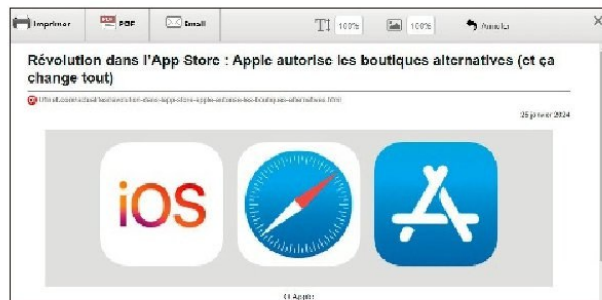 Imprimer PDF Email 100% 100% Annuler
Révolution dans l'App Store : Apple autorise les boutiques alternatives (et ça
change tout)
25 janvier 2024
iOS
© Apple